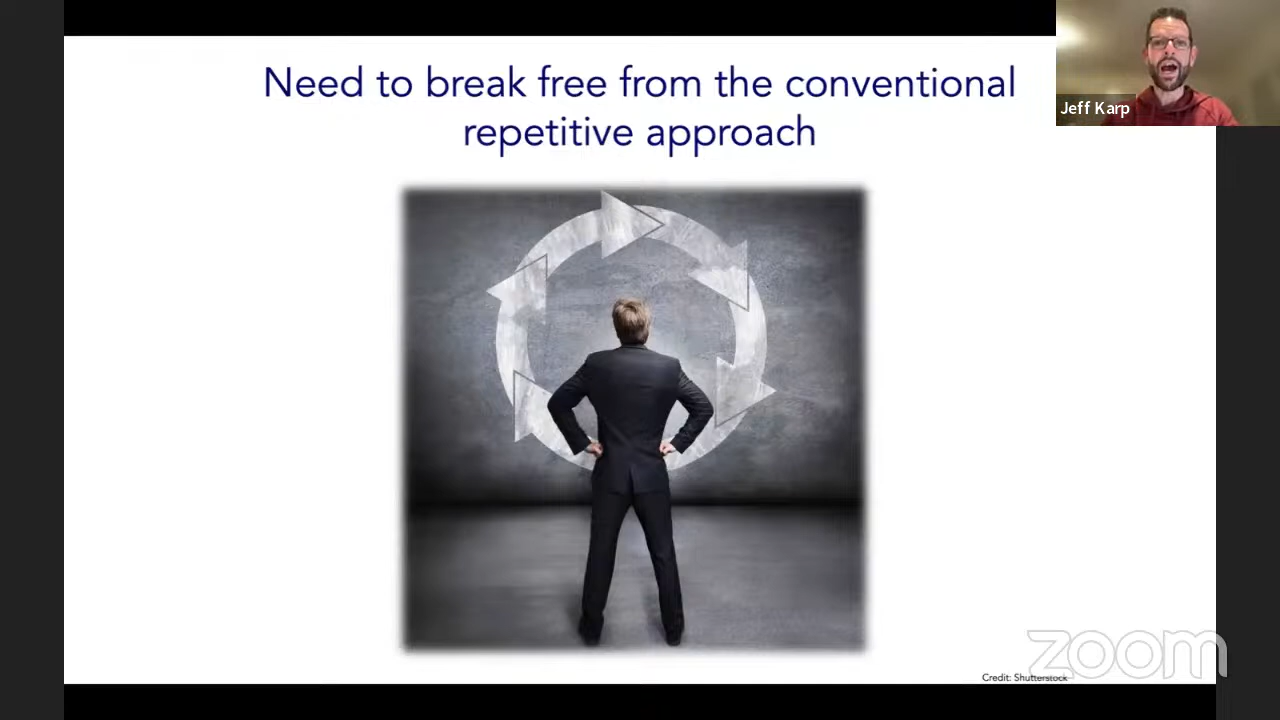 Need to break free from the conventional
repetitive approach
Jeff Karp
zoom
Credit: Shutterstock